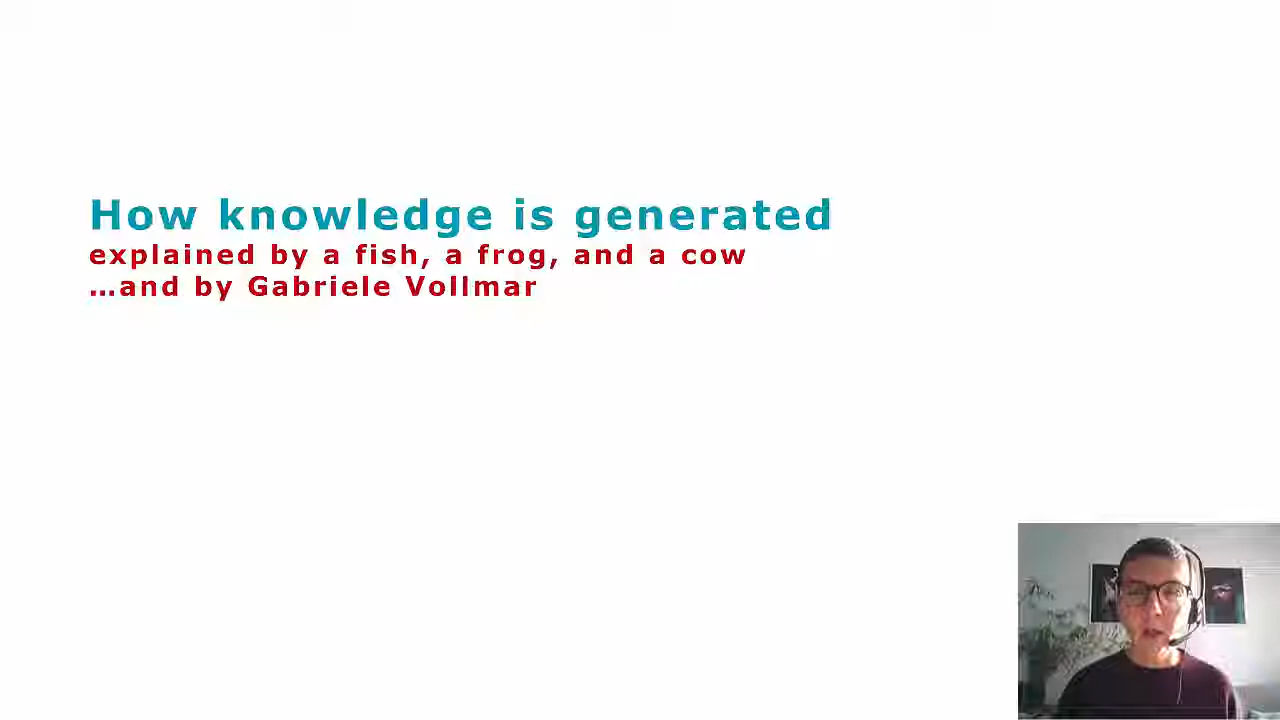 How knowledge is generated
explained by a fish, a frog, and a cow
…and by Gabriele Vollmar